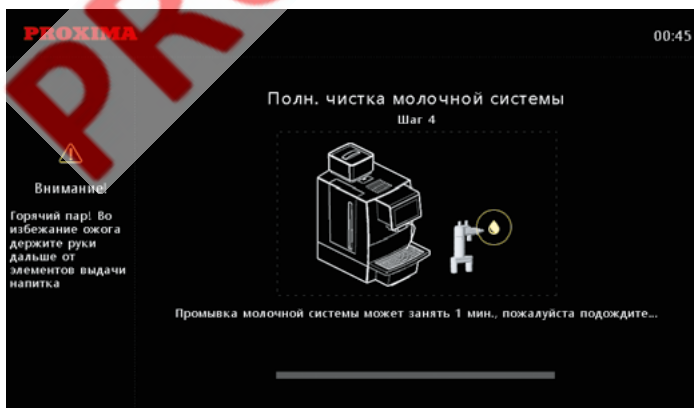 PROXIMA
00:45
Полн. чистка молочной системы
Шаг 4
Внимание!
Горячий пар! Во
избежание ожога
держите руки
дальше от
элементов выдачи
напитка
Промывка молочной системы может занять 1 мин., пожалуйста подождите...